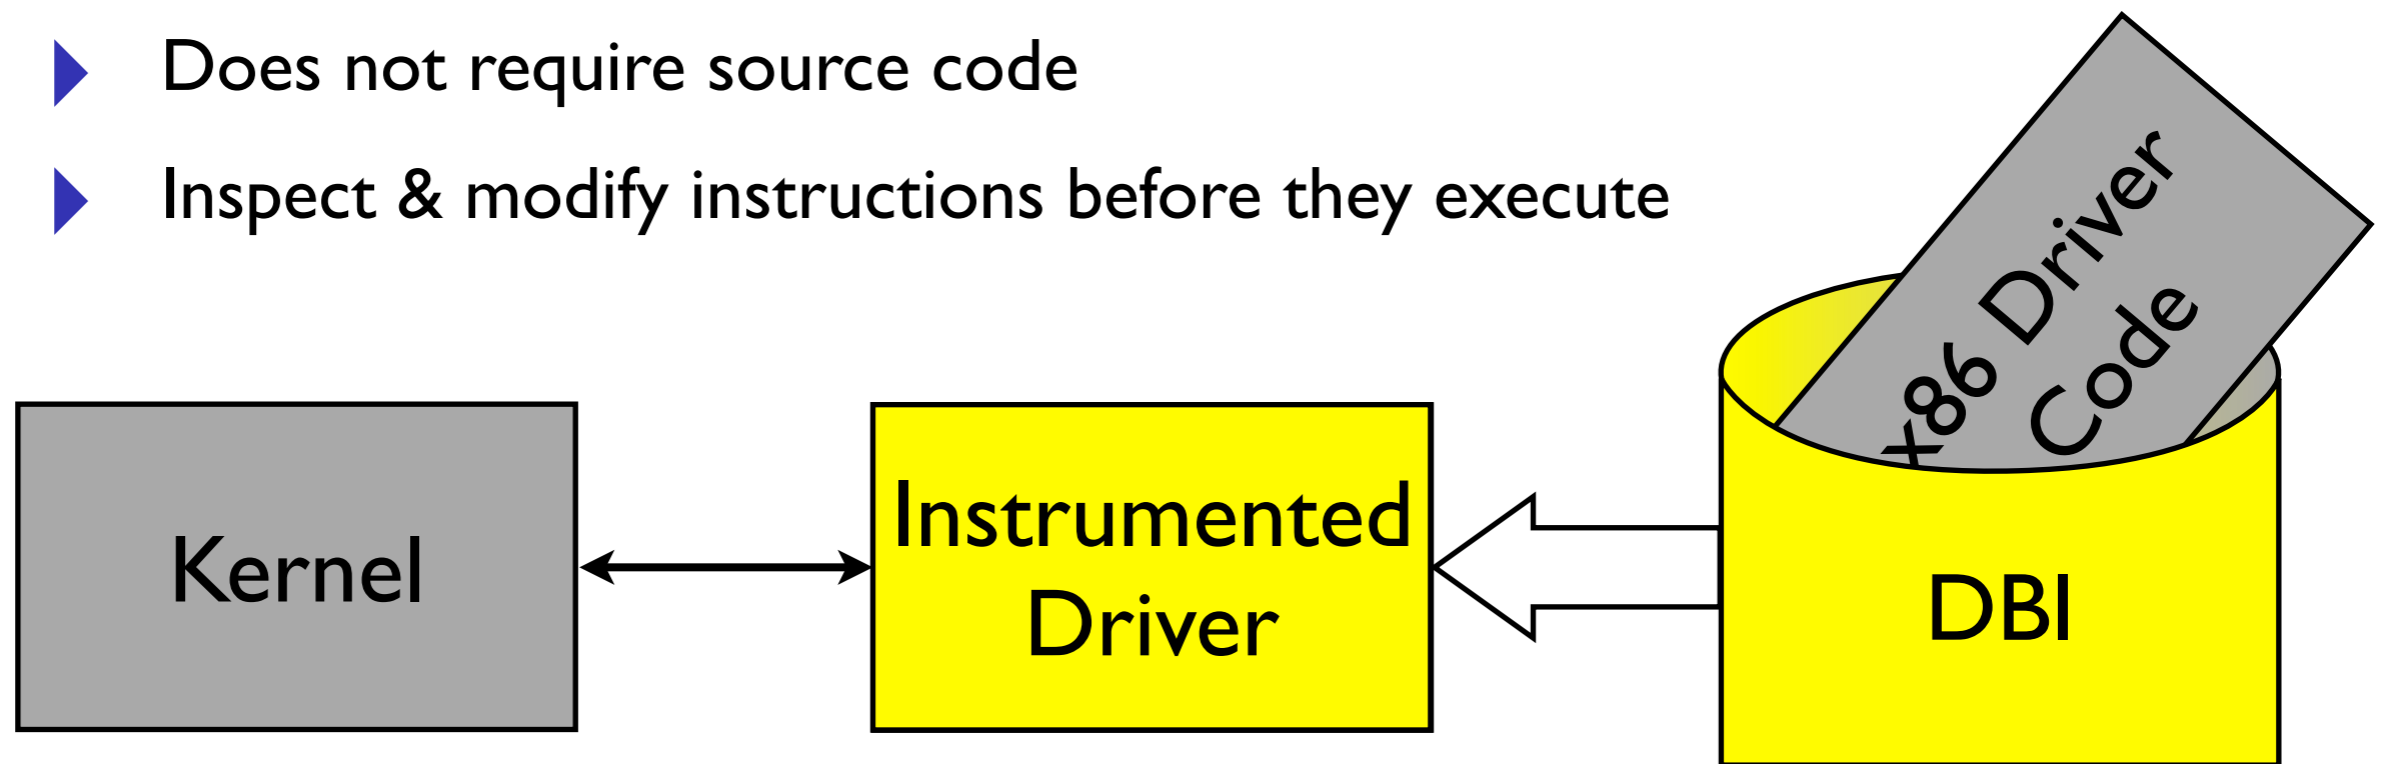 Does not require source code
Inspect & modify instructions before they execute
x86 Driver
Code
Kernel
Instrumented
Driver
DBI